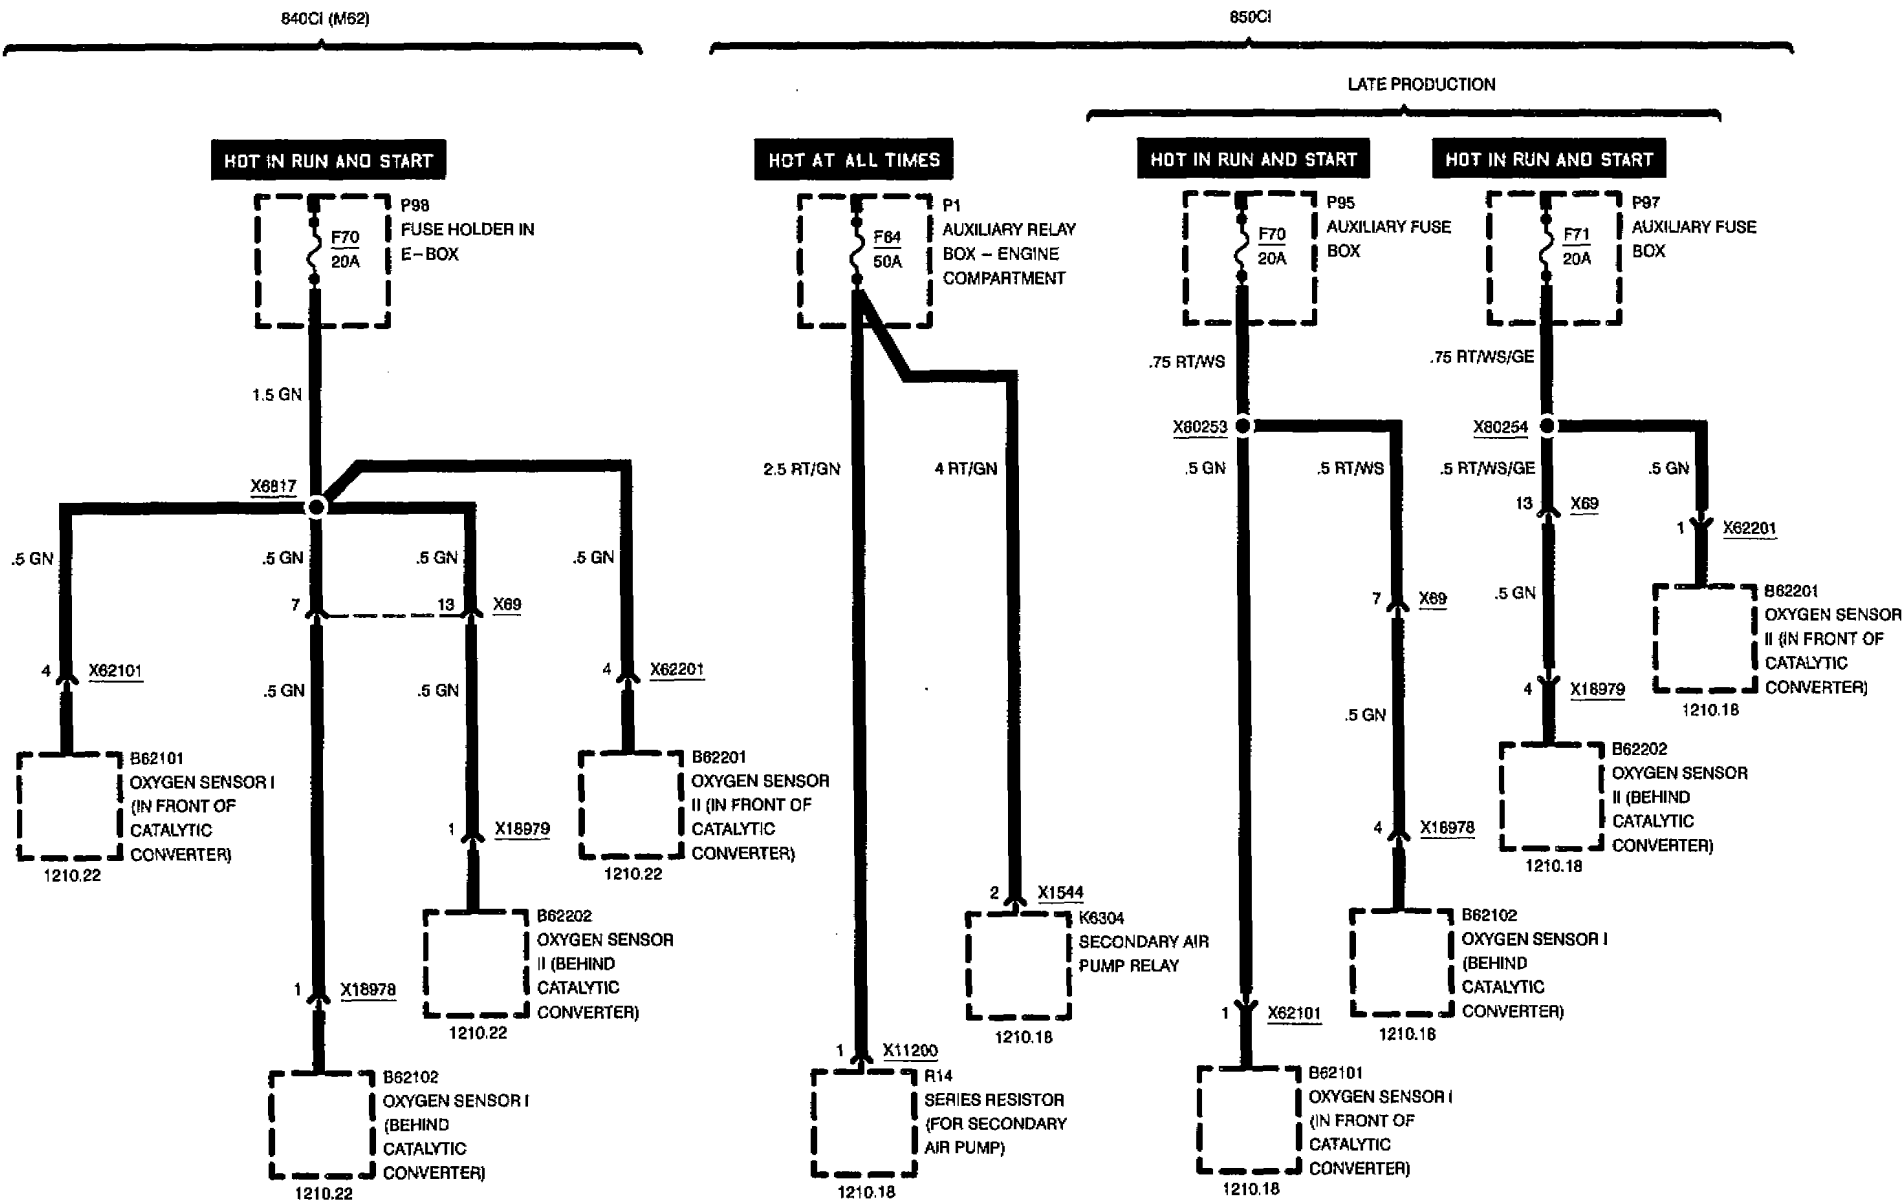 840Ci (M62)
850Ci
LATE PRODUCTION
HOT IN RUN AND START
HOT AT ALL TIMES
HOT IN RUN AND START
HOT IN RUN AND START
P98
FUSE HOLDER IN
E-BOX
F70
20A
P1
AUXILIARY RELAY
BOX – ENGINE
COMPARTMENT
F64
50A
P95
AUXILIARY FUSE
BOX
F70
20A
P97
AUXILIARY FUSE
BOX
F71
20A
1.5 GN
X6817
.5 GN
.5 GN
.5 GN
.5 GN
7
13
X69
4
X62101
.5 GN
.5 GN
4
X62201
B62101
OXYGEN SENSOR I
(IN FRONT OF
CATALYTIC
CONVERTER)
1210.22
1
X18979
B62201
OXYGEN SENSOR
II (IN FRONT OF
CATALYTIC
CONVERTER)
1210.22
B62202
OXYGEN SENSOR
II (BEHIND
CATALYTIC
CONVERTER)
1210.22
1
X18978
B62102
OXYGEN SENSOR I
(BEHIND
CATALYTIC
CONVERTER)
1210.22
2.5 RT/GN
4 RT/GN
2
X1544
K6304
SECONDARY AIR
PUMP RELAY
1210.18
1
X11200
R14
SERIES RESISTOR
(FOR SECONDARY
AIR PUMP)
1210.18
.75 RT/WS
X80253
.5 GN
.5 RT/WS
7
X69
.5 GN
4
X18978
B62102
OXYGEN SENSOR I
(BEHIND
CATALYTIC
CONVERTER)
1210.18
1
X62101
B62101
OXYGEN SENSOR I
(IN FRONT OF
CATALYTIC
CONVERTER)
1210.18
.75 RT/WS/GE
X80254
.5 RT/WS/GE
.5 GN
13
X69
1
X62201
.5 GN
B62201
OXYGEN SENSOR
II (IN FRONT OF
CATALYTIC
CONVERTER)
1210.18
4
X18979
B62202
OXYGEN SENSOR
II (BEHIND
CATALYTIC
CONVERTER)
1210.18